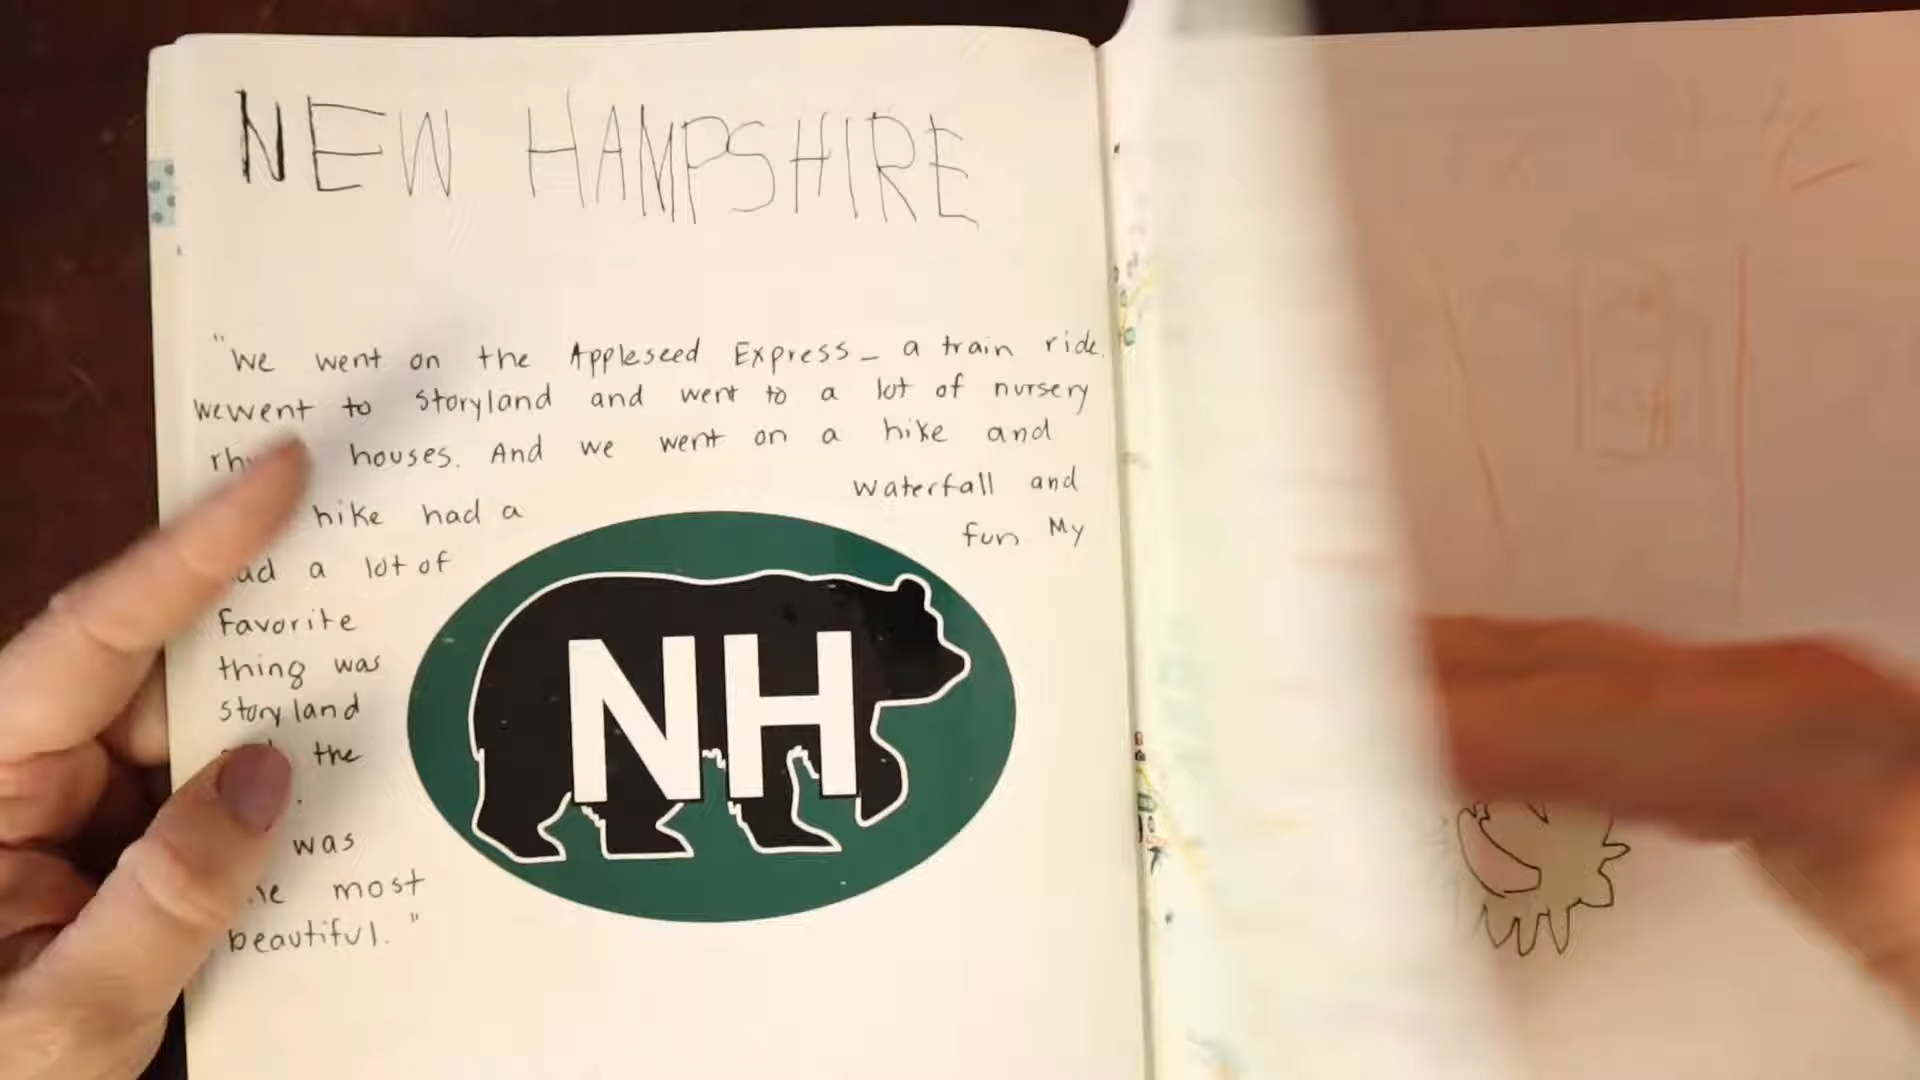 NEW HAMPSHIRE
"We went on the Appleseed Express – a train ride.
we went to Storyland and went to a lot of nursery
houses. And we went on a hike and
hike had a waterfall and
a lot of fun My
Favorite
thing was
Storyland
the
was
most
beautiful."
NH